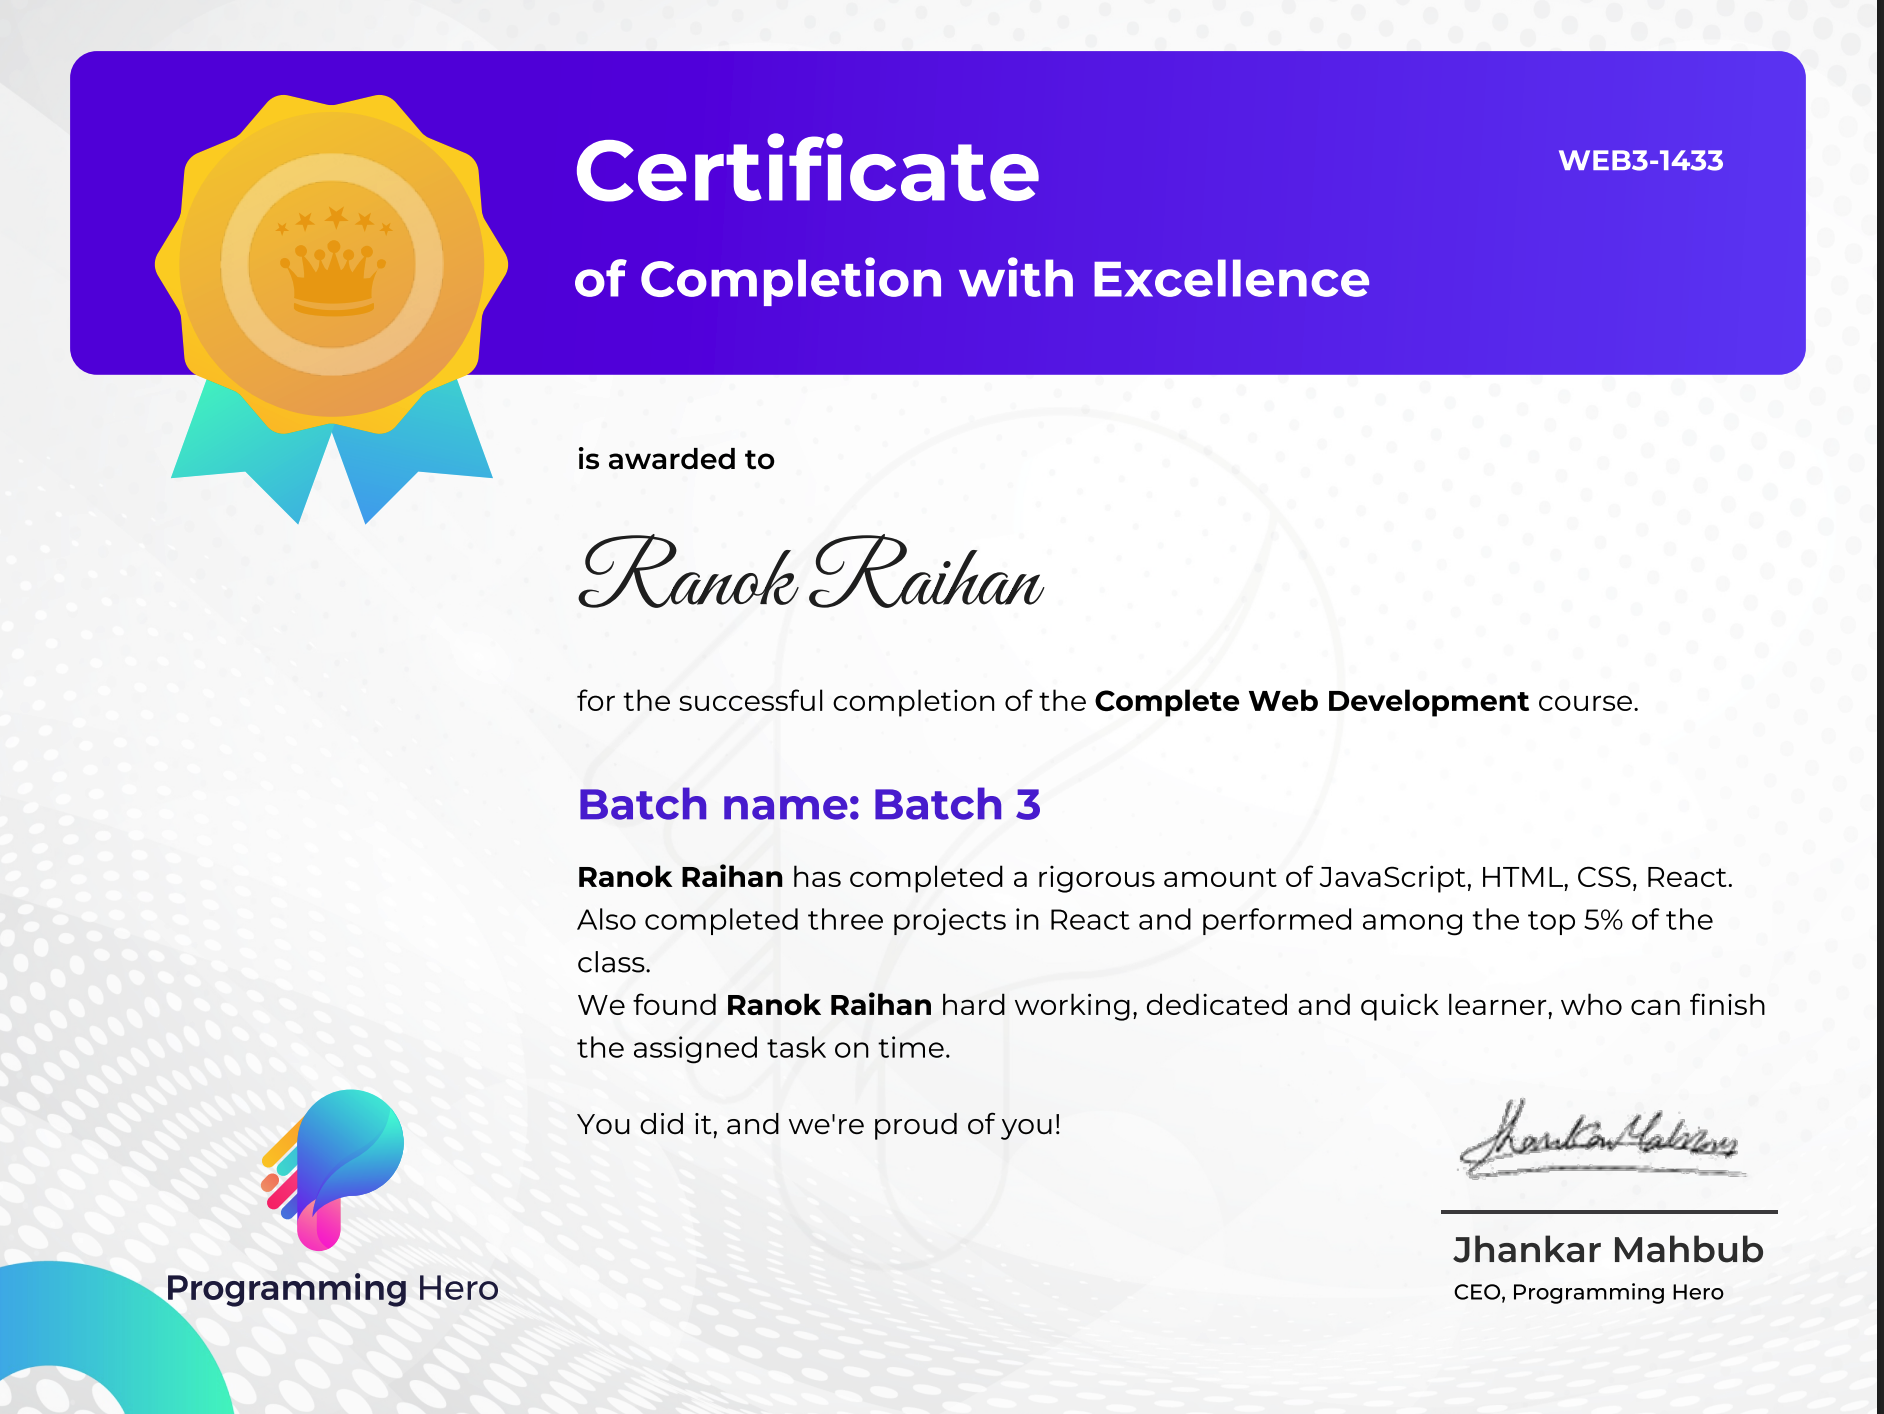 Certificate
WEB3-1433
of Completion with Excellence
is awarded to
Ranok Raihan
for the successful completion of the Complete Web Development course.
Batch name: Batch 3
Ranok Raihan has completed a rigorous amount of JavaScript, HTML, CSS, React.
Also completed three projects in React and performed among the top 5% of the
class.
We found Ranok Raihan hard working, dedicated and quick learner, who can finish
the assigned task on time.
You did it, and we're proud of you!
Jhankar Mahbub
Jhankar Mahbub
CEO, Programming Hero
Programming Hero